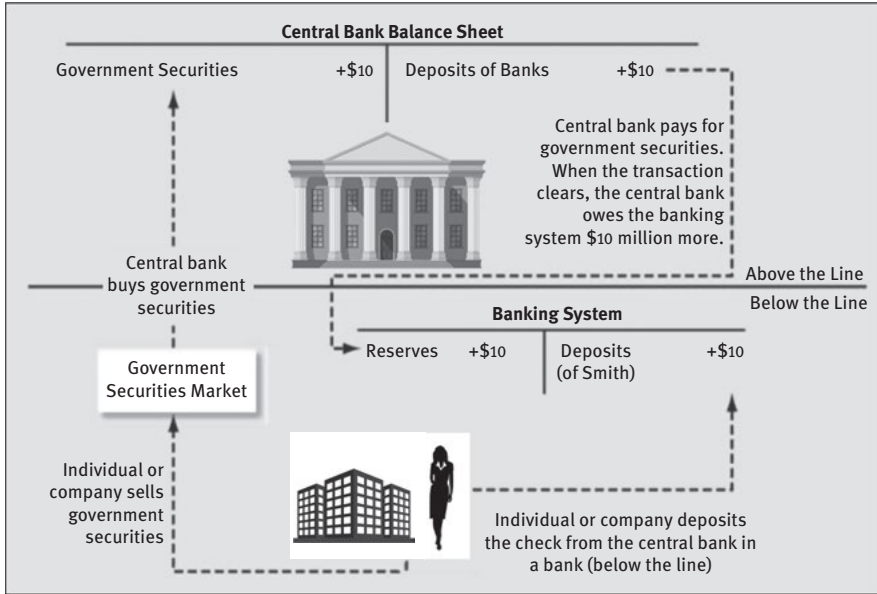 Central Bank Balance Sheet
Government Securities +$10 Deposits of Banks +$10
Central bank pays for
government securities.
When the transaction
clears, the central bank
owes the banking
system $10 million more.
Central bank
buys government
securities
Above the Line
Below the Line
Banking System
Reserves +$10 Deposits +$10
(of Smith)
Government
Securities Market
Individual or
company sells
government
securities
Individual or company deposits
the check from the central bank in
a bank (below the line)